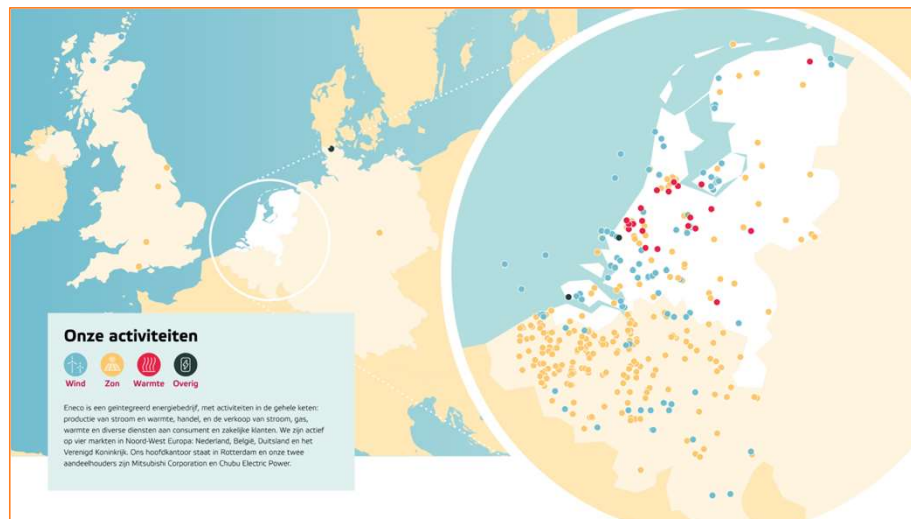 Onze activiteiten
Wind Zon Warmte Overig
Eneco is een geïntegreerd energiebedrijf, met activiteiten in de gehele keten:
productie van stroom en warmte, handel, en de verkoop van stroom, gas,
warmte en diverse diensten aan consument en zakelijke klanten. We zijn actief
op vier markten in Noord-West Europa: Nederland, België, Duitsland en het
Verenigd Koninkrijk. Ons hoofdkantoor staat in Rotterdam en onze twee
aandeelhouders zijn Mitsubishi Corporation en Chubu Electric Power.